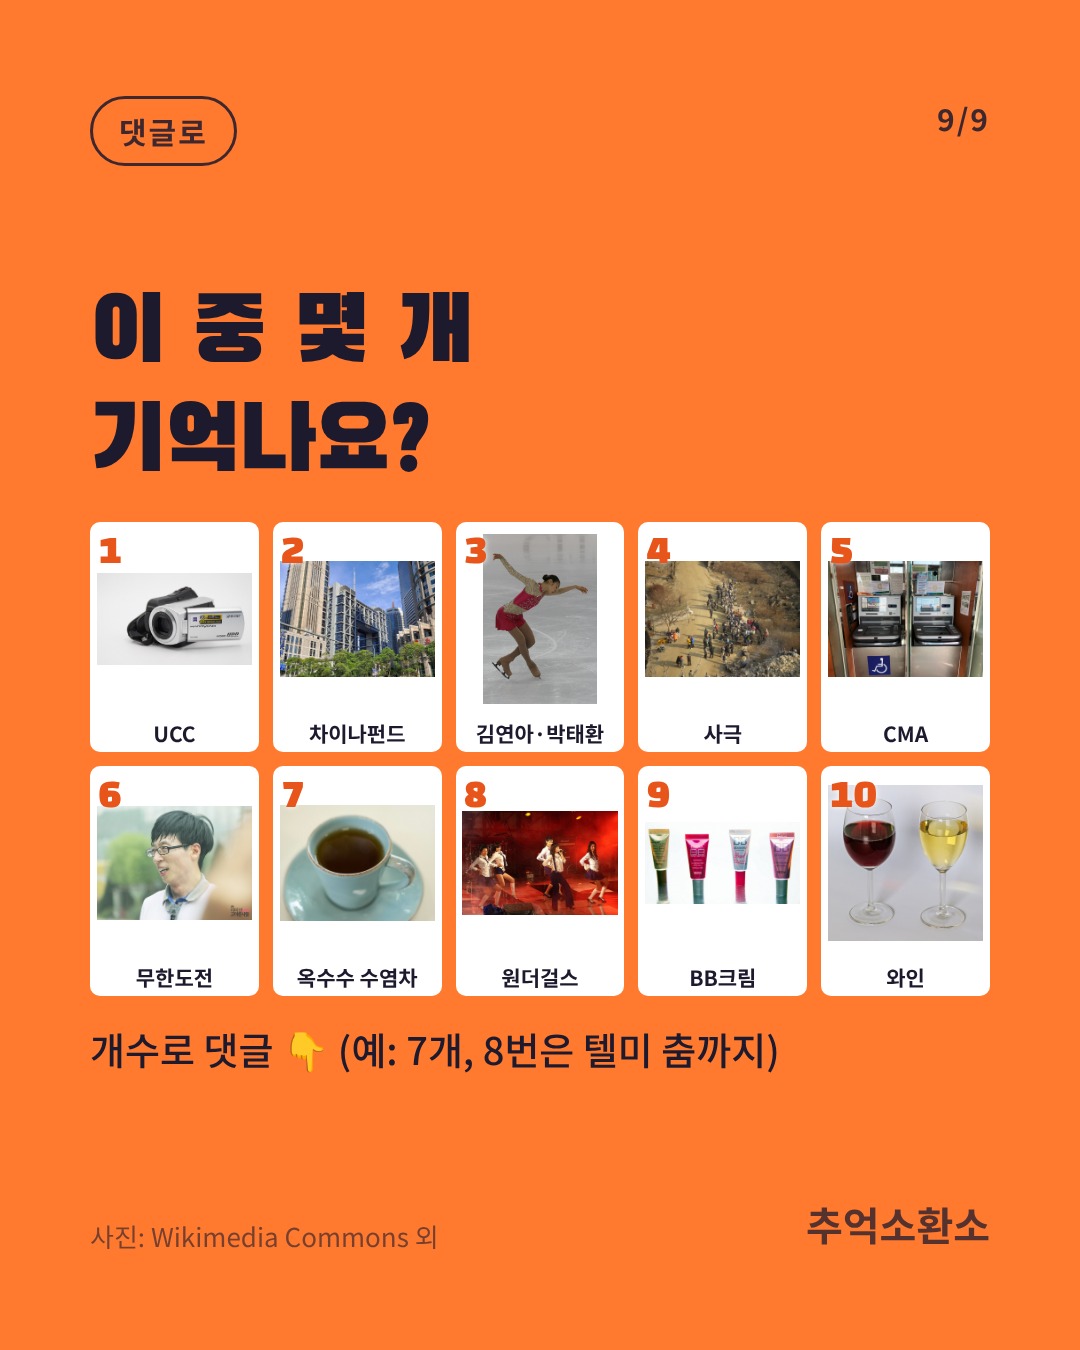 댓글로
9/9
이 중 몇 개
기억나요?
1
2
3
4
5
UCC
차이나펀드
김연아·박태환
사극
CMA
6
7
8
9
10
무한도전
옥수수 수염차
원더걸스
BB크림
와인
개수로 댓글 👇 (예: 7개, 8번은 텔미 춤까지)
사진: Wikimedia Commons 외
추억소환소